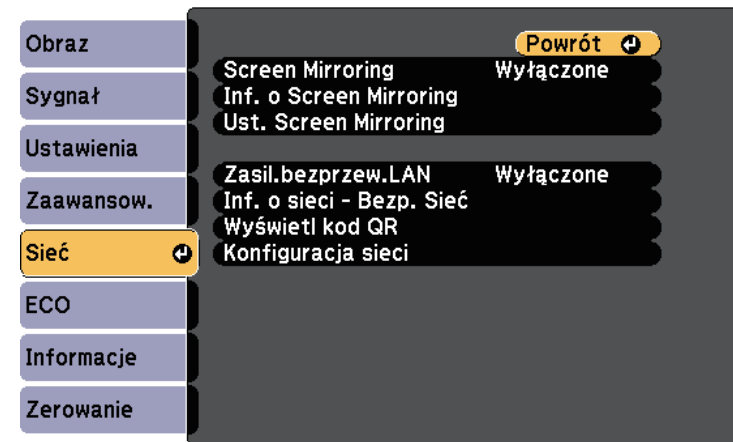 Obraz
Sygnał
Ustawienia
Zaawansow.
Sieć
ECO
Informacje
Zerowanie
Powrót
Screen Mirroring Wyłączone
Inf. o Screen Mirroring
Ust. Screen Mirroring
Zasil.bezprzew.LAN Wyłączone
Inf. o sieci - Bezp. Sieć
Wyświetl kod QR
Konfiguracja sieci